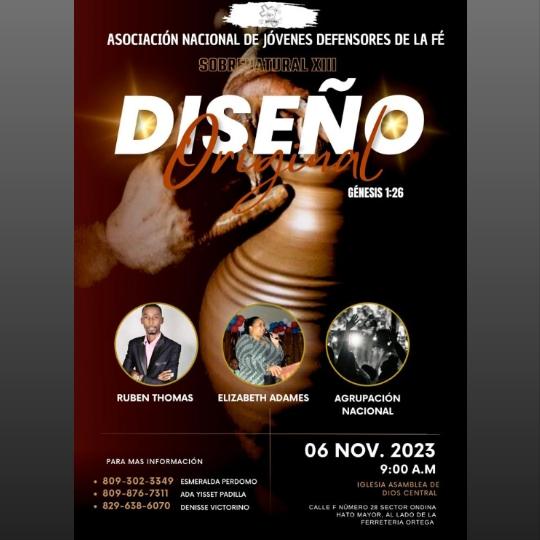 ASOCIACIÓN NACIONAL DE JÓVENES DEFENSORES DE LA FÉ
SOBRENATURAL XIII
DISEÑO
Original
GÉNESIS 1:26
RUBEN THOMAS
ELIZABETH ADAMES
AGRUPACIÓN
NACIONAL
PARA MAS INFORMACIÓN
• 809-302-3349 ESMERALDA PERDOMO
• 809-876-7311 ADA YISSET PADILLA
• 829-638-6070 DENISSE VICTORINO
06 NOV. 2023
9:00 A.M
IGLESIA ASAMBLEA DE
DIOS CENTRAL
CALLE F NÚMERO 28 SECTOR ONDINA
HATO MAYOR, AL LADO DE LA
FERRETERIA ORTEGA